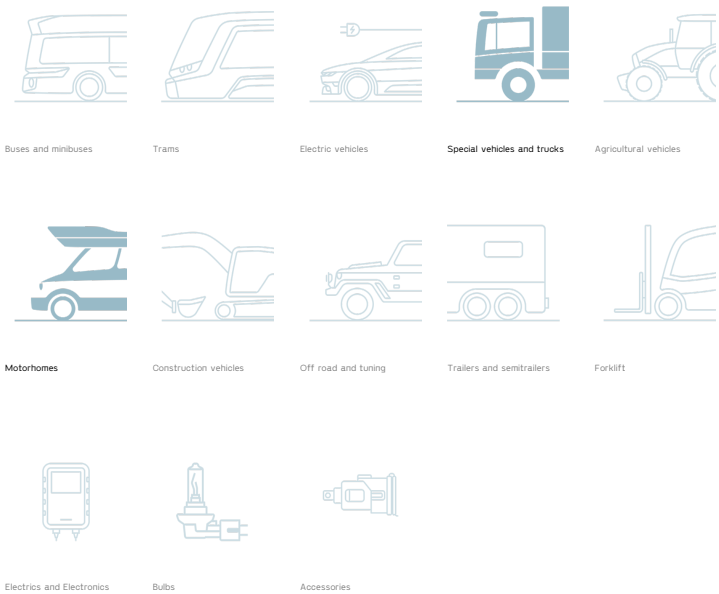 Buses and minibuses
Trams
Electric vehicles
Special vehicles and trucks
Agricultural vehicles
Motorhomes
Construction vehicles
Off road and tuning
Trailers and semitrailers
Forklift
Electrics and Electronics
Bulbs
Accessories